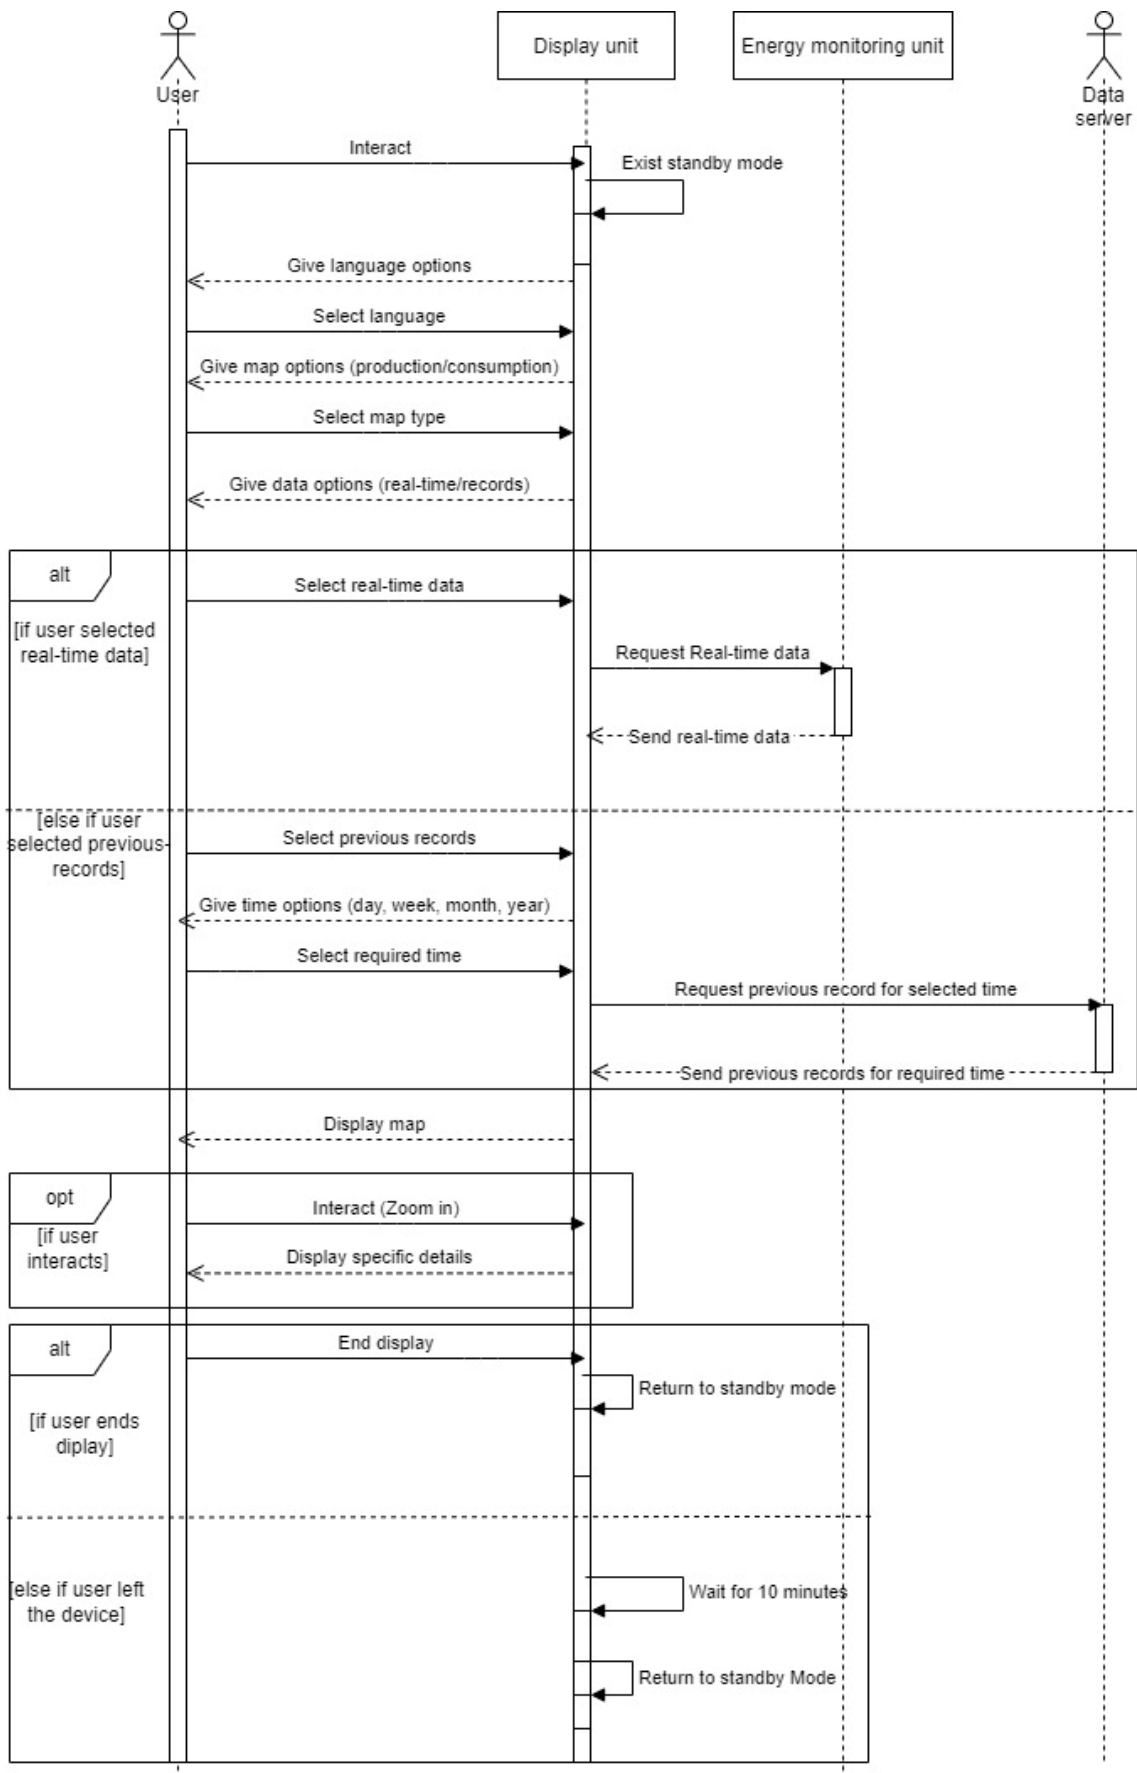 User
Display unit
Energy monitoring unit
Data
server
Interact
Exist standby mode
Give language options
Select language
Give map options (production/consumption)
Select map type
Give data options (real-time/records)
alt
Select real-time data
[if user selected
real-time data]
Request Real-time data
Send real-time data
[else if user
selected previous
records]
Select previous records
Give time options (day, week, month, year)
Select required time
Request previous record for selected time
Send previous records for required time
Display map
opt
Interact (Zoom in)
[if user
interacts]
Display specific details
alt
End display
Return to standby mode
[if user ends
diplay]
[else if user left
the device]
Wait for 10 minutes
Return to standby Mode